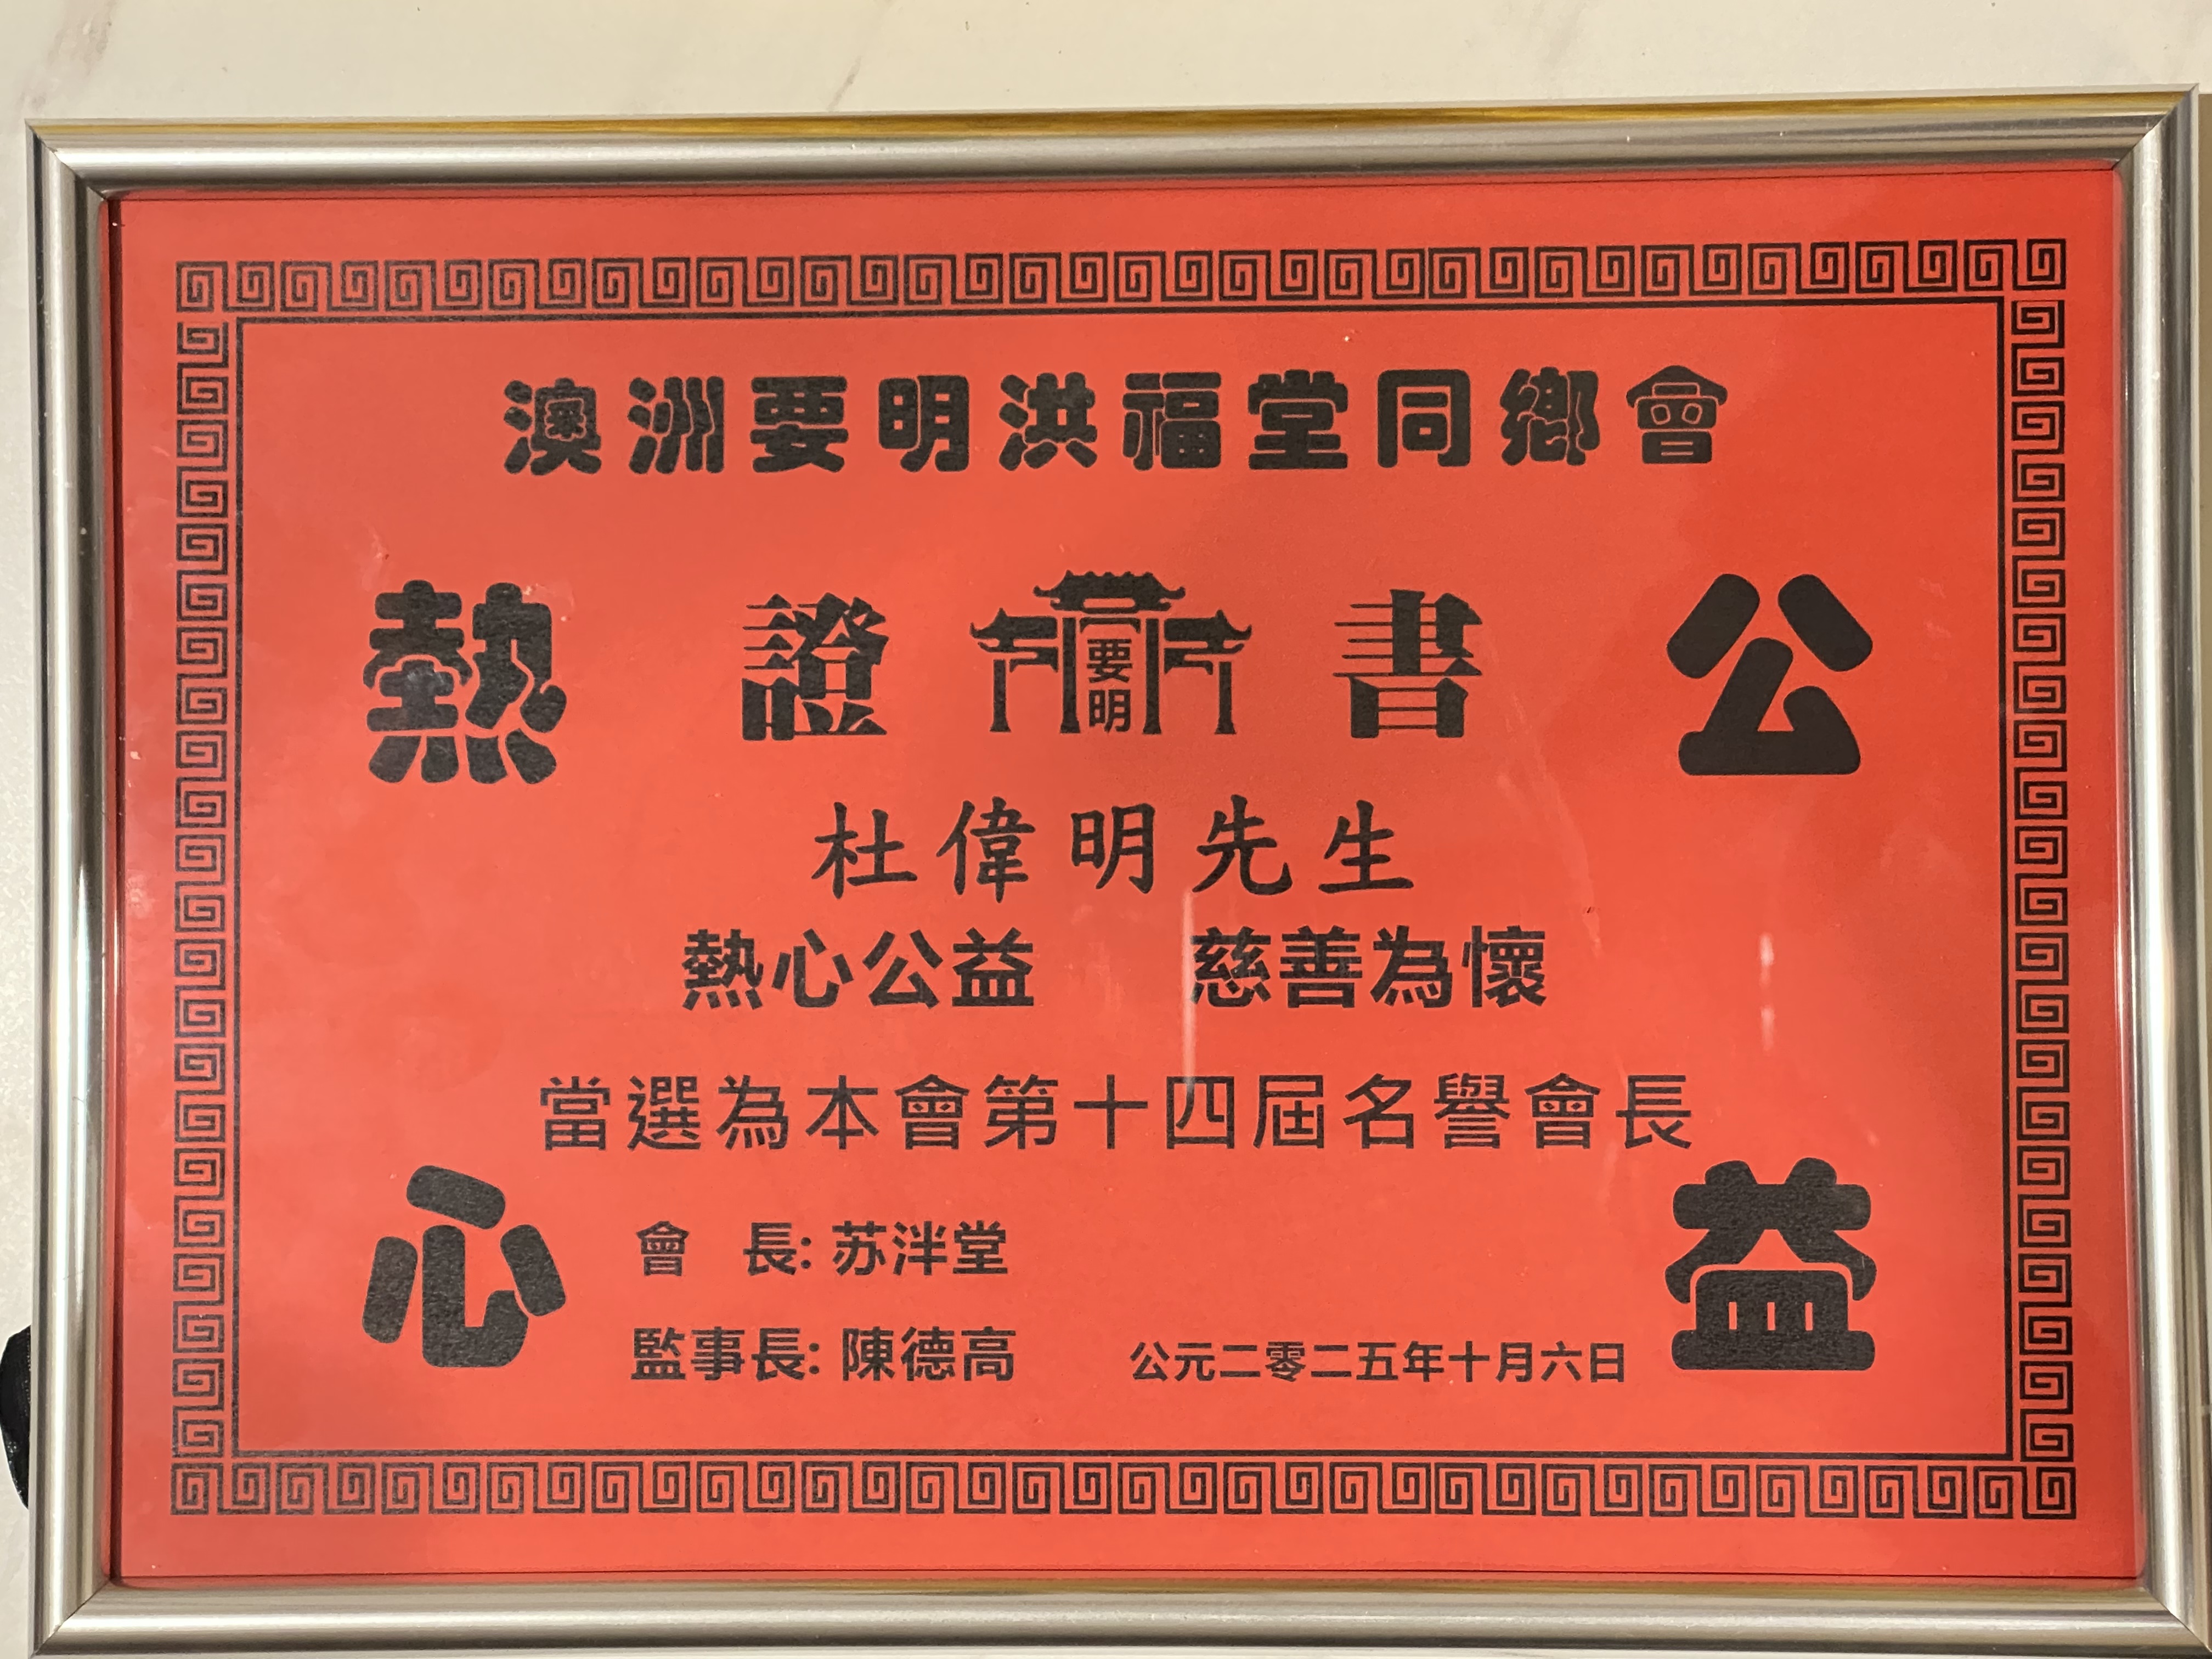 澳洲要明洪福堂同鄉會
熱 證 要明 書 公
杜偉明先生
熱心公益 慈善為懷
當選為本會第十四屆名譽會長
心 益
會 長: 苏泮堂
監事長: 陳德高 公元二零二五年十月六日